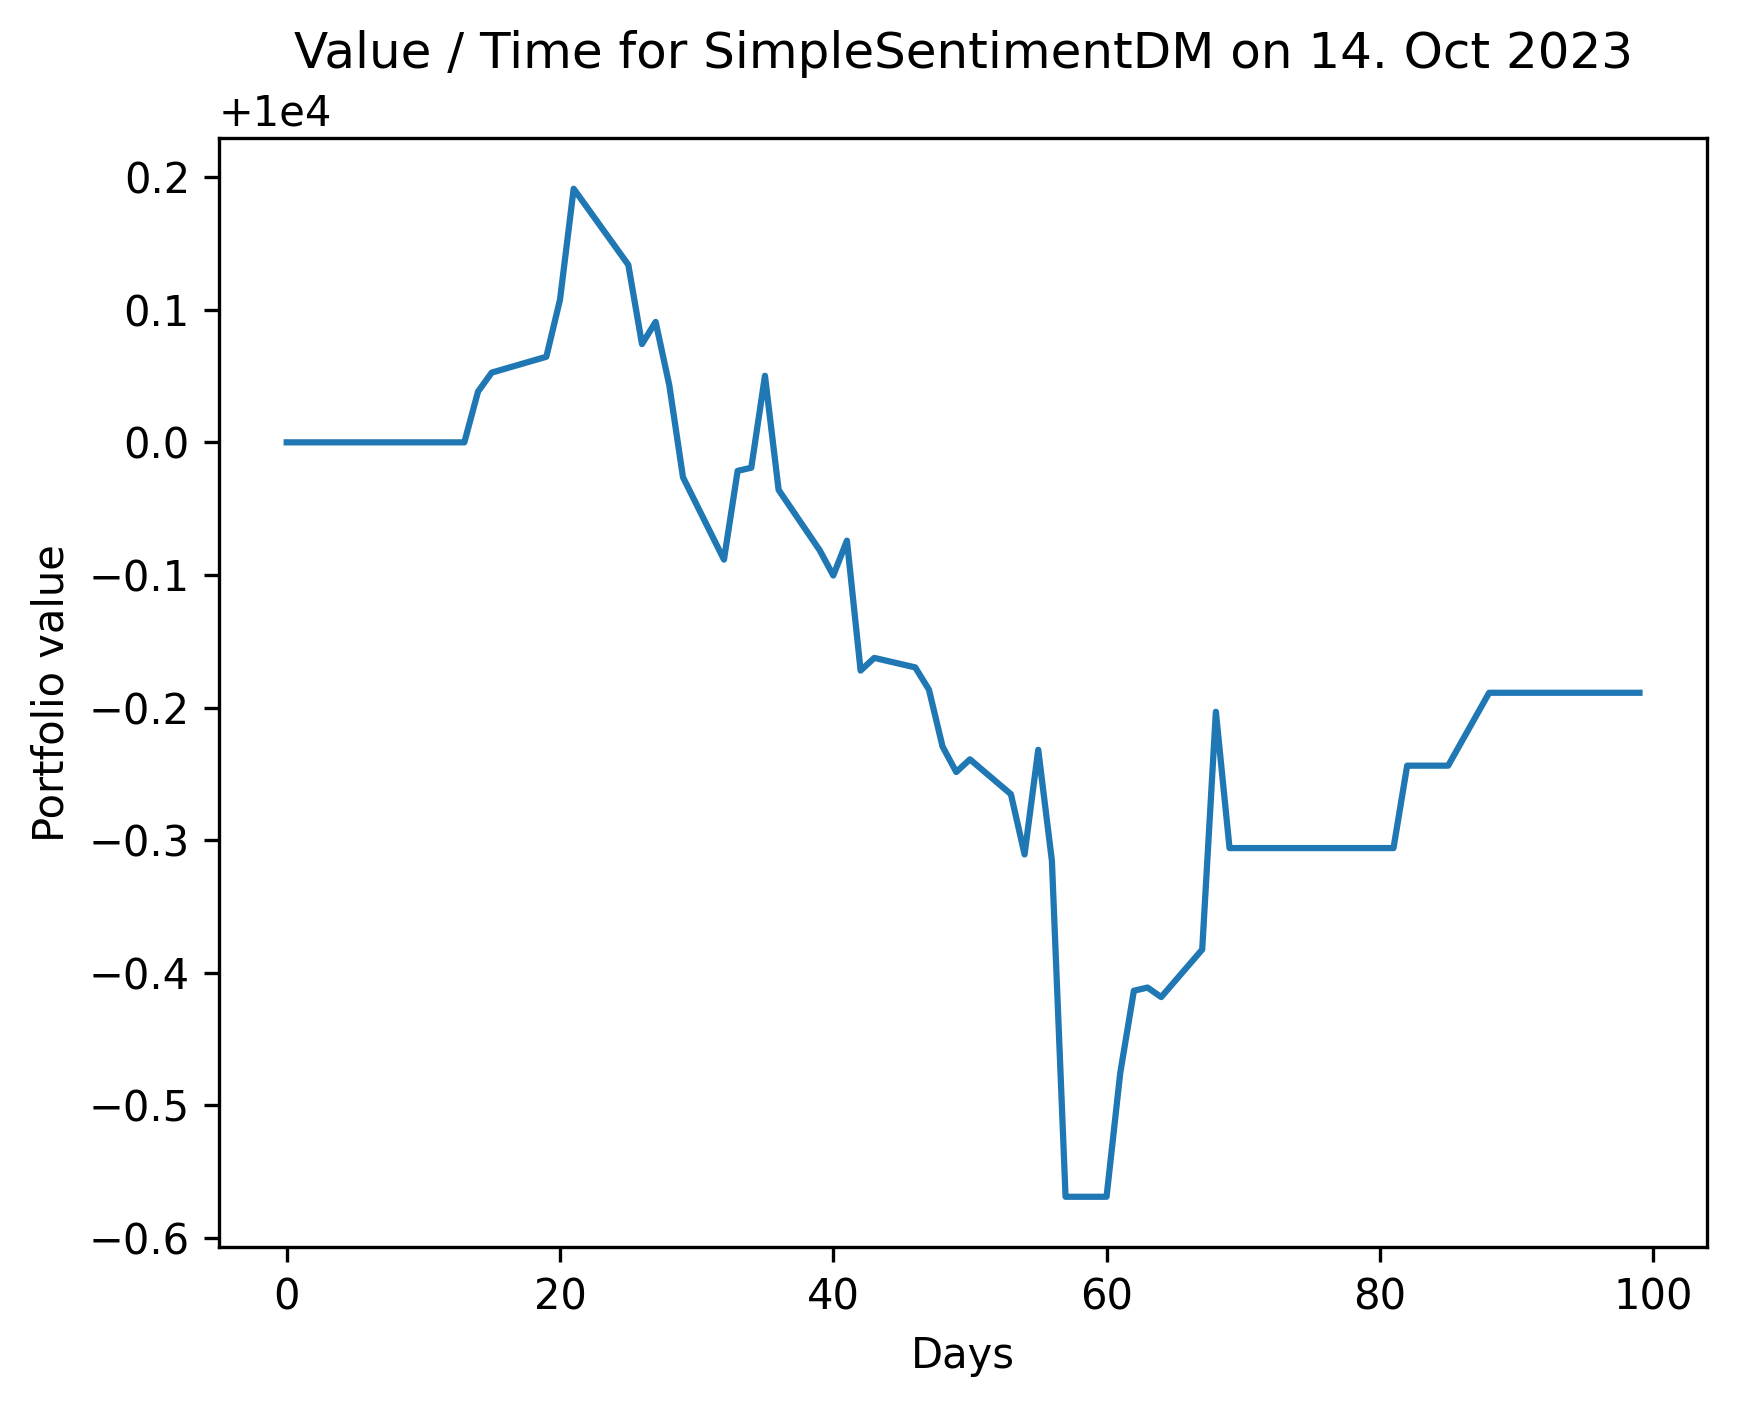 Value / Time for SimpleSentimentDM on 14. Oct 2023
+1e4
0.2
0.1
0.0
−0.1
−0.2
−0.3
−0.4
−0.5
−0.6
Portfolio value
0 20 40 60 80 100
Days